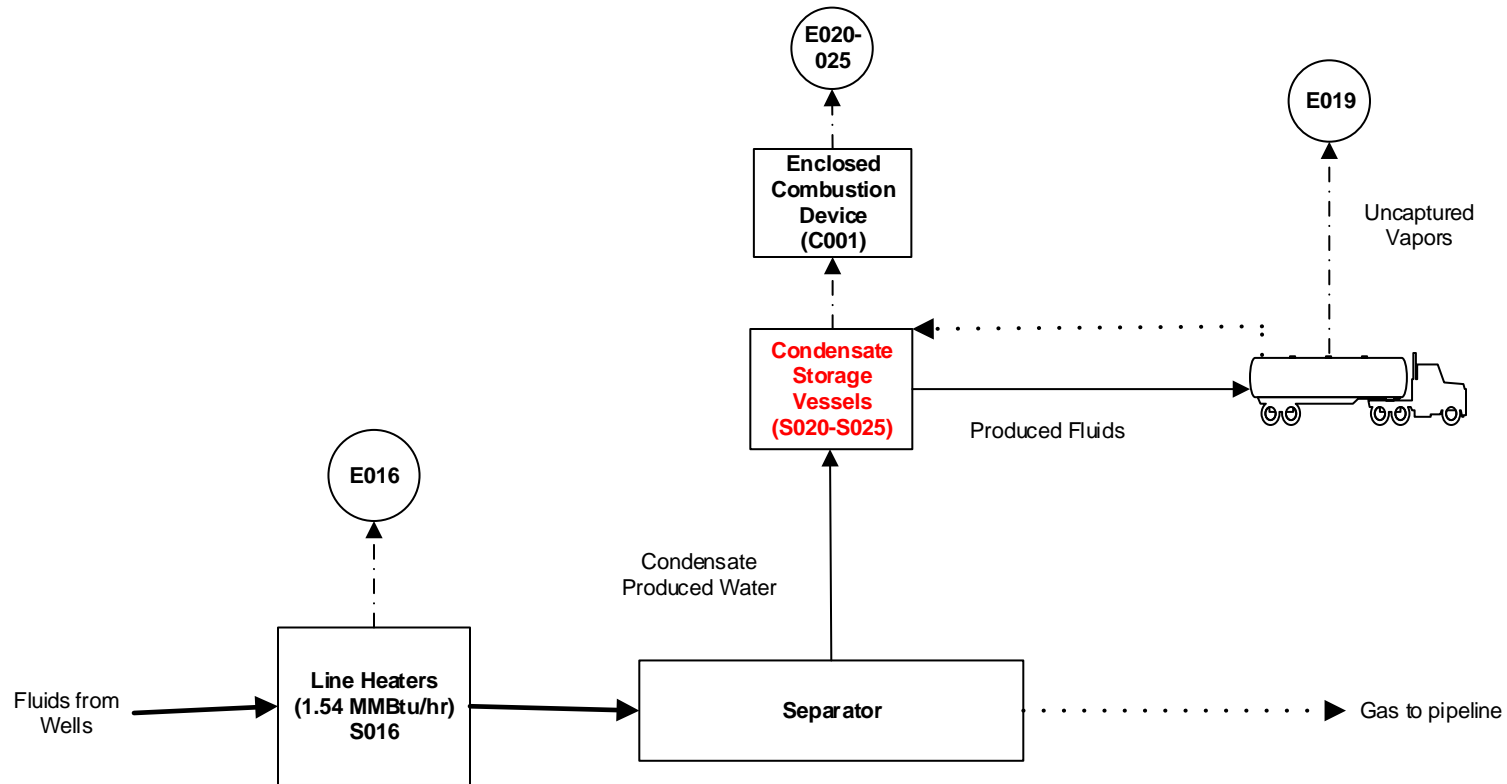 E020-
025
E019
Enclosed
Combustion
Device
(C001)
Uncaptured
Vapors
Condensate
Storage
Vessels
(S020-S025)
Produced Fluids
E016
Condensate
Produced Water
Fluids from
Wells
Line Heaters
(1.54 MMBtu/hr)
S016
Separator
Gas to pipeline